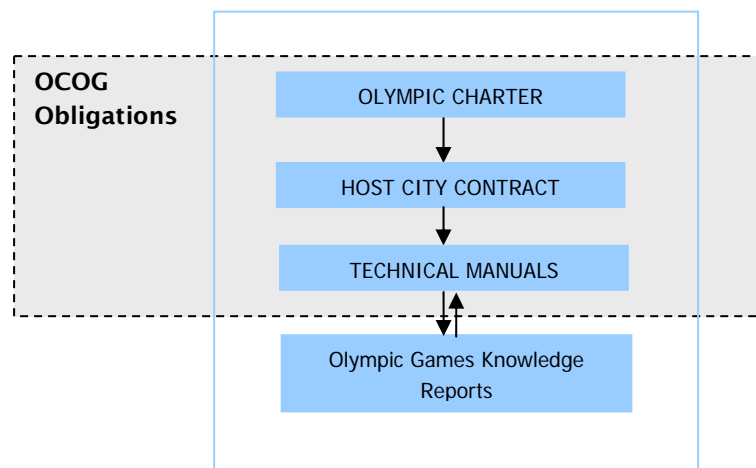 OCOG
Obligations
OLYMPIC CHARTER
HOST CITY CONTRACT
TECHNICAL MANUALS
Olympic Games Knowledge
Reports